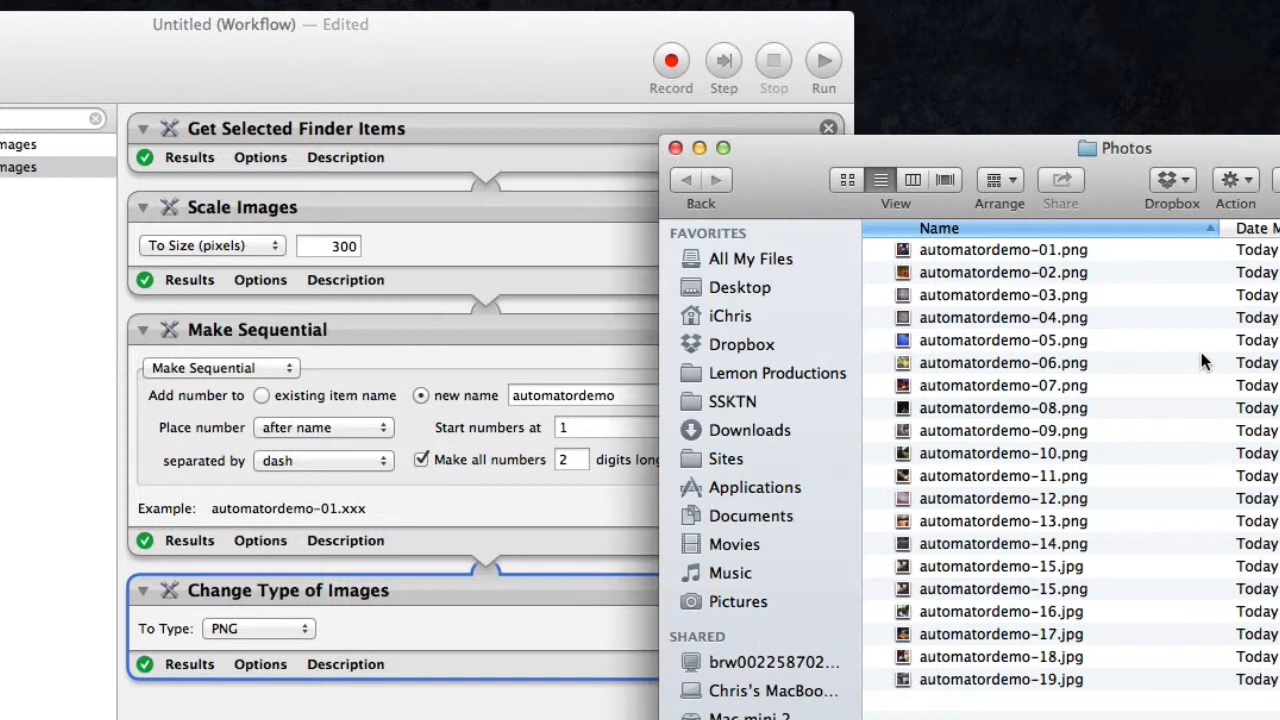 Untitled (Workflow) — Edited
Record
Step
Stop
Run
mages
mages
Get Selected Finder Items
Results Options Description
Scale Images
To Size (pixels) 300
Results Options Description
Make Sequential
Make Sequential
Add number to existing item name new name automatordemo
Place number after name Start numbers at 1
separated by dash Make all numbers 2 digits long
Example: automatordemo-01.xxx
Results Options Description
Change Type of Images
To Type: PNG
Results Options Description
Photos
Back View Arrange Share Dropbox Action
FAVORITES
All My Files
Desktop
iChris
Dropbox
Lemon Productions
SSKTN
Downloads
Sites
Applications
Documents
Movies
Music
Pictures
SHARED
brw002258702...
Chris's MacBoo...
Mac mini 2
Name Date M
automatordemo-01.png Today
automatordemo-02.png Today
automatordemo-03.png Today
automatordemo-04.png Today
automatordemo-05.png Today
automatordemo-06.png Today
automatordemo-07.png Today
automatordemo-08.png Today
automatordemo-09.png Today
automatordemo-10.png Today
automatordemo-11.png Today
automatordemo-12.png Today
automatordemo-13.png Today
automatordemo-14.png Today
automatordemo-15.jpg Today
automatordemo-15.png Today
automatordemo-16.jpg Today
automatordemo-17.jpg Today
automatordemo-18.jpg Today
automatordemo-19.jpg Today